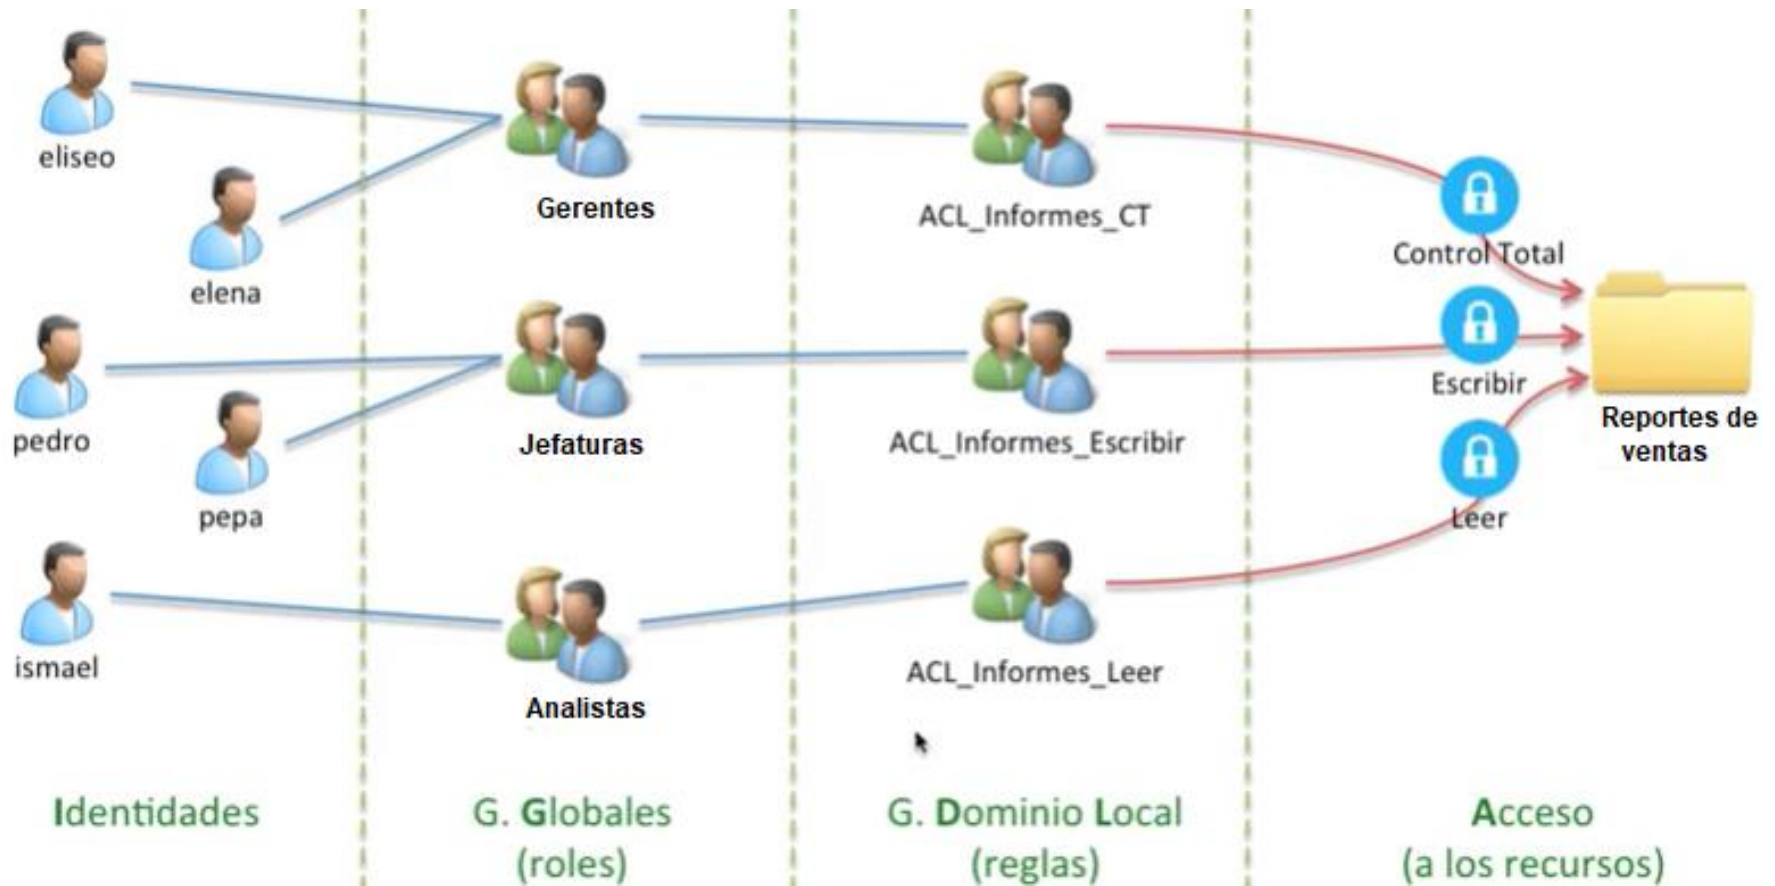 eliseo
elena
Gerentes
ACL_Informes_CT
Control Total
pedro
pepa
Jefaturas
ACL_Informes_Escribir
Escribir
Reportes de
ventas
ismael
Analistas
ACL_Informes_Leer
Leer
Identidades
G. Globales
(roles)
G. Dominio Local
(reglas)
Acceso
(a los recursos)